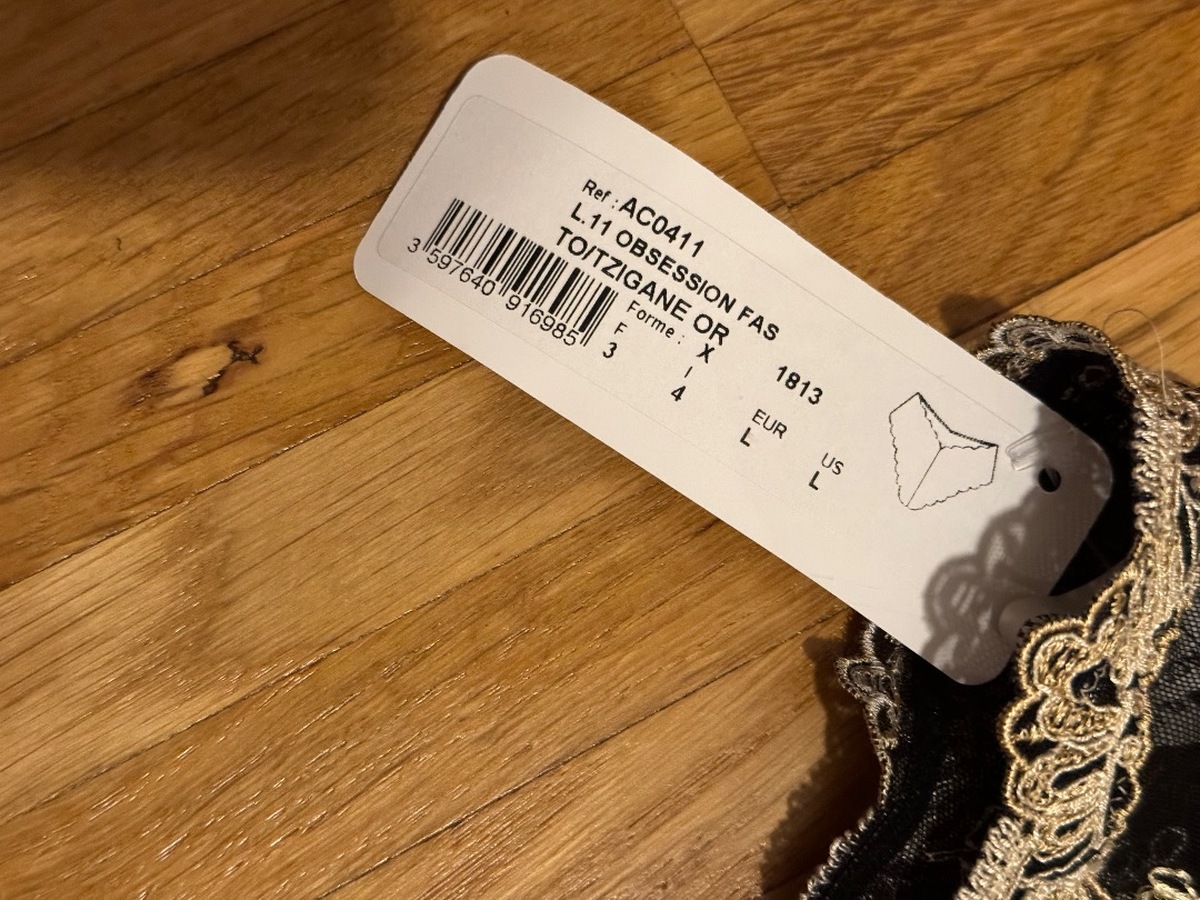 Ref : AC0411
L.11 OBSESSION FAS
TO/TZIGANE OR
3 597640 916985
Forme : X 1813
F EUR US
3 - 4 L L